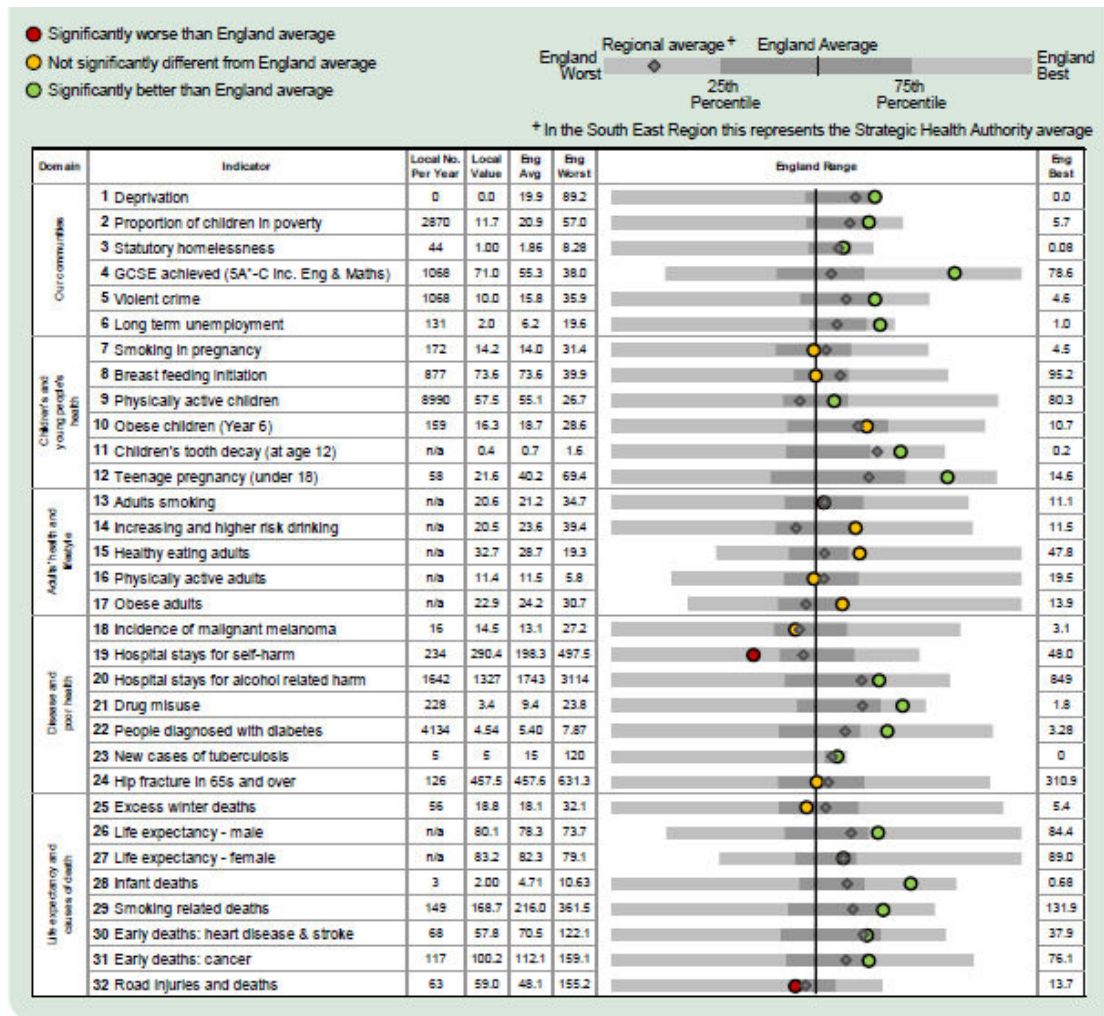 Significantly worse than England average
Not significantly different from England average
Significantly better than England average
Regional average+ England Average
England Worst
England Best
25th Percentile
75th Percentile
+ In the South East Region this represents the Strategic Health Authority average
Domain Indicator Local No. Per Year Local Value Eng Avg Eng Worst England Range Eng Best
Our communities
1 Deprivation 0 0.0 19.9 89.2 0.0
2 Proportion of children in poverty 2870 11.7 20.9 57.0 5.7
3 Statutory homelessness 44 1.00 1.86 8.28 0.08
4 GCSE achieved (5A*-C inc. Eng & Maths) 1068 71.0 55.3 38.0 78.6
5 Violent crime 1068 10.0 15.8 35.9 4.6
6 Long term unemployment 131 2.0 6.2 19.6 1.0
Children's and young people's health
7 Smoking in pregnancy 172 14.2 14.0 31.4 4.5
8 Breast feeding initiation 877 73.6 73.6 39.9 95.2
9 Physically active children 8990 57.5 55.1 26.7 80.3
10 Obese children (Year 6) 159 16.3 18.7 28.6 10.7
11 Children's tooth decay (at age 12) n/a 0.4 0.7 1.6 0.2
12 Teenage pregnancy (under 18) 58 21.6 40.2 69.4 14.6
Adults' health and lifestyle
13 Adults smoking n/a 20.6 21.2 34.7 11.1
14 Increasing and higher risk drinking n/a 20.5 23.6 39.4 11.5
15 Healthy eating adults n/a 32.7 28.7 19.3 47.8
16 Physically active adults n/a 11.4 11.5 5.8 19.5
17 Obese adults n/a 22.9 24.2 30.7 13.9
Disease and poor health
18 Incidence of malignant melanoma 16 14.5 13.1 27.2 3.1
19 Hospital stays for self-harm 234 290.4 198.3 497.5 48.0
20 Hospital stays for alcohol related harm 1642 1327 1743 3114 849
21 Drug misuse 228 3.4 9.4 23.8 1.8
22 People diagnosed with diabetes 4134 4.54 5.40 7.87 3.28
23 New cases of tuberculosis 5 5 15 120 0
24 Hip fracture in 65s and over 126 457.5 457.6 631.3 310.9
Life expectancy and causes of death
25 Excess winter deaths 56 18.8 18.1 32.1 5.4
26 Life expectancy - male n/a 80.1 78.3 73.7 84.4
27 Life expectancy - female n/a 83.2 82.3 79.1 89.0
28 Infant deaths 3 2.00 4.71 10.63 0.68
29 Smoking related deaths 149 168.7 216.0 361.5 131.9
30 Early deaths: heart disease & stroke 68 57.8 70.5 122.1 37.9
31 Early deaths: cancer 117 100.2 112.1 159.1 76.1
32 Road injuries and deaths 63 59.0 48.1 155.2 13.7